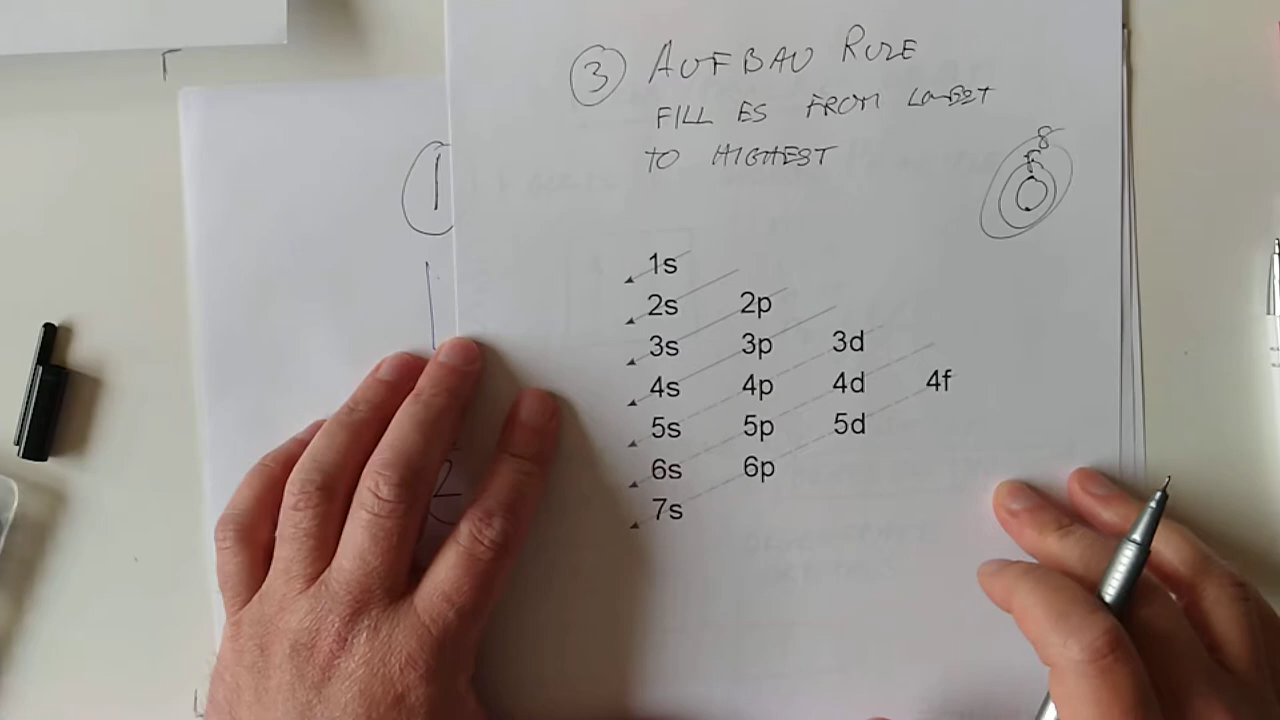 3 AUFBAU RULE
FILL ES FROM LOWEST
TO HIGHEST
8
1
1s
2s 2p
3s 3p 3d
4s 4p 4d 4f
5s 5p 5d
6s 6p
7s
2